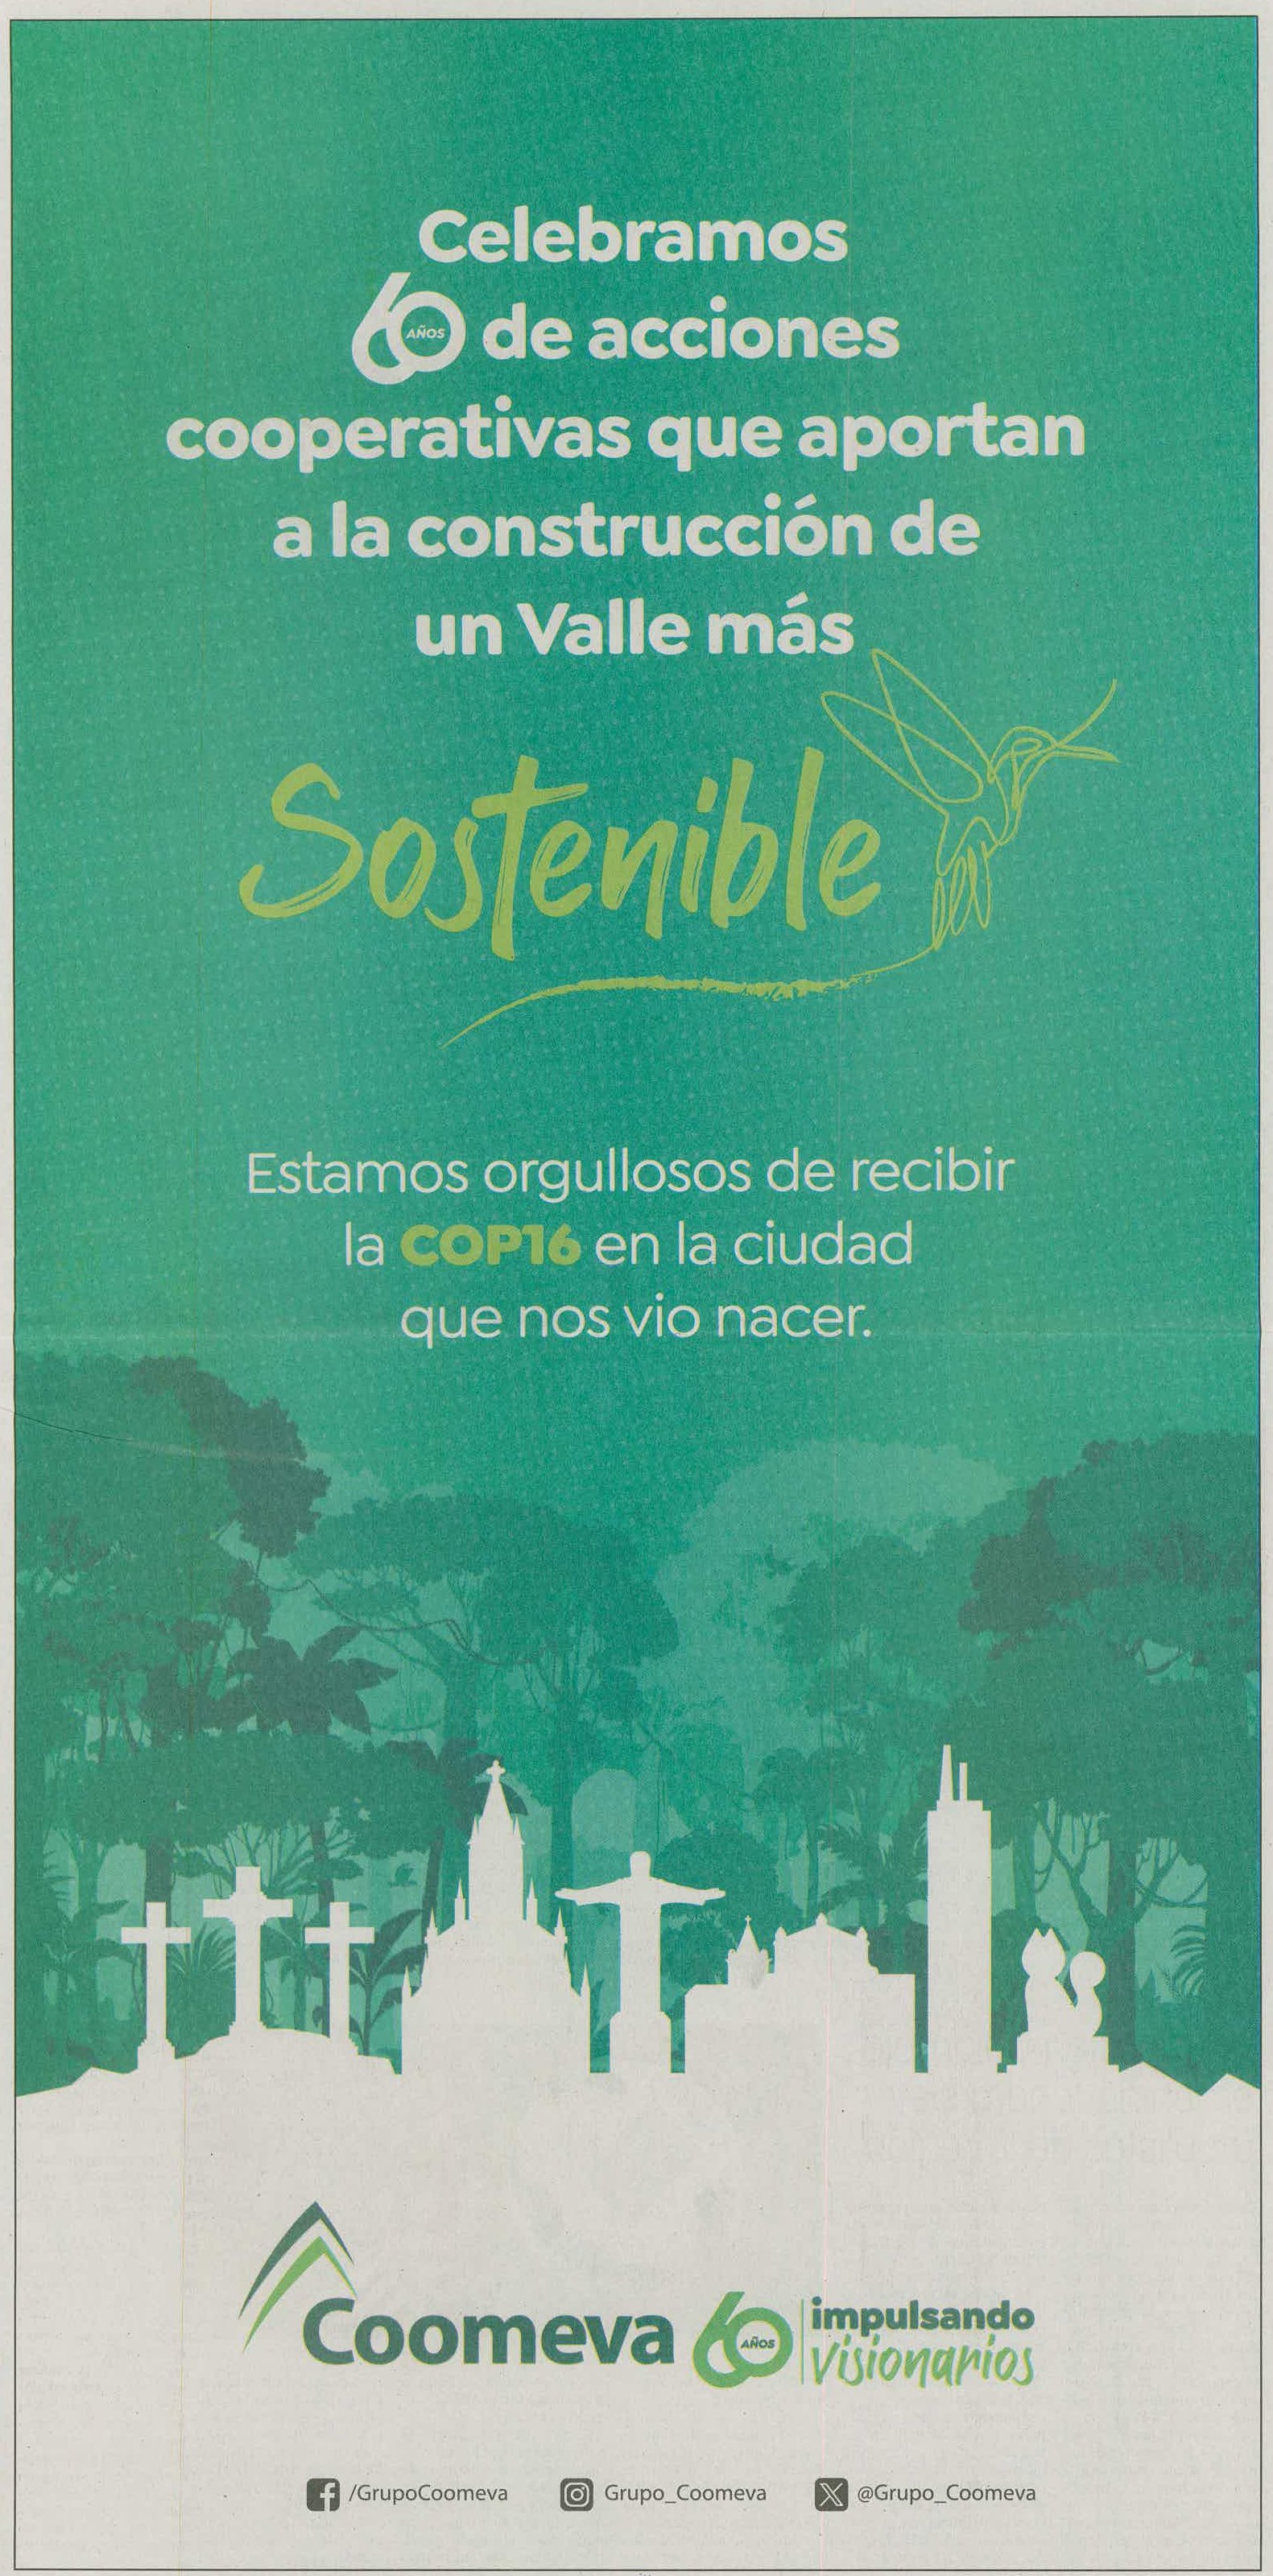 Celebramos
60 AÑOS de acciones
cooperativas que aportan
a la construcción de
un Valle más
Sostenible
Estamos orgullosos de recibir
la COP16 en la ciudad
que nos vio nacer.
Coomeva 60 AÑOS impulsando
visionarios
/GrupoCoomeva Grupo_Coomeva @Grupo_Coomeva